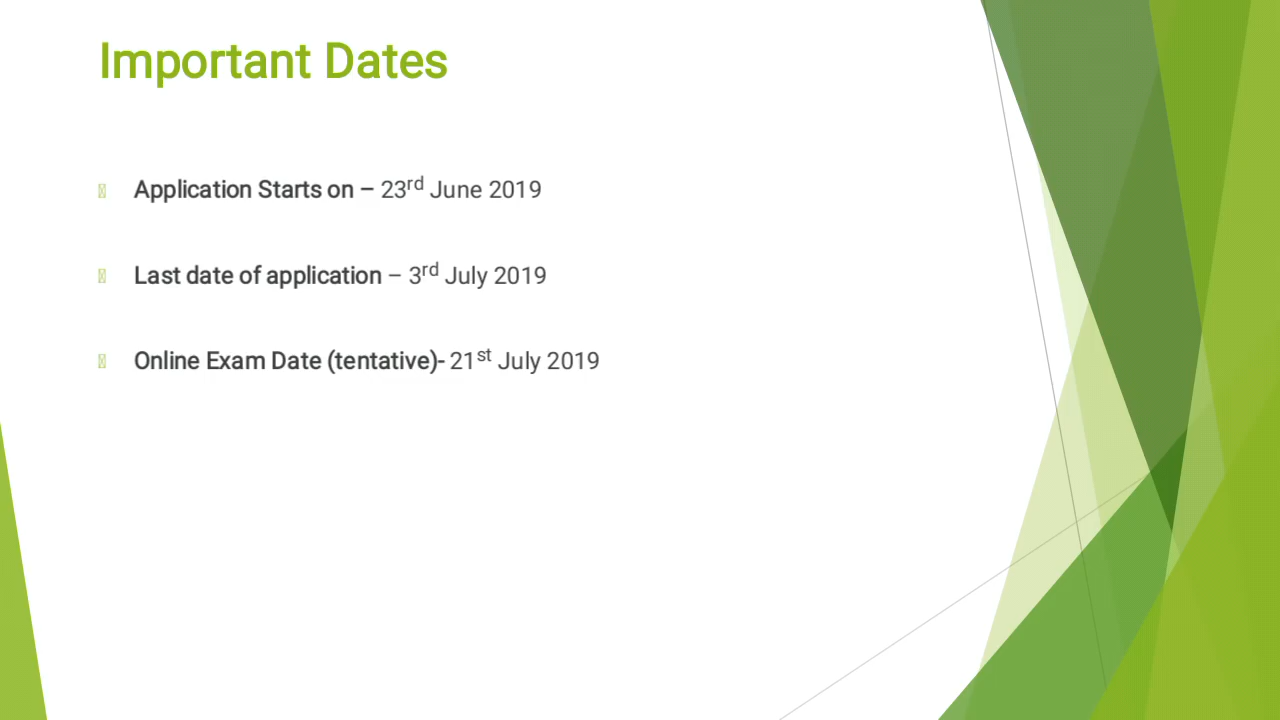 Important Dates
Application Starts on – 23rd June 2019
Last date of application – 3rd July 2019
Online Exam Date (tentative)- 21st July 2019